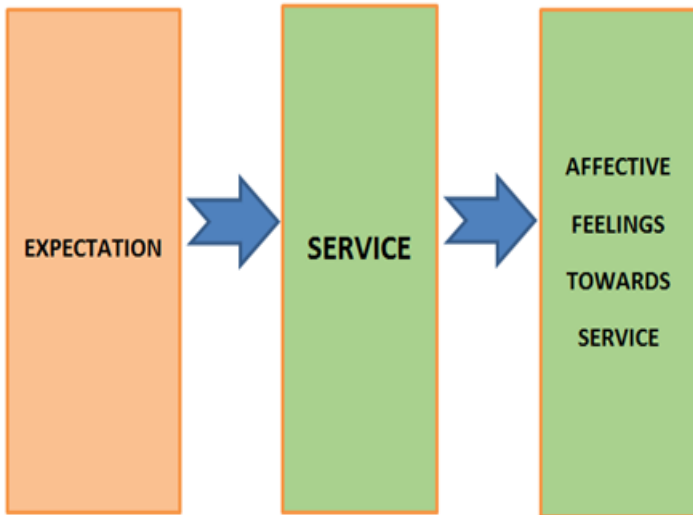 EXPECTATION
SERVICE
AFFECTIVE
FEELINGS
TOWARDS
SERVICE